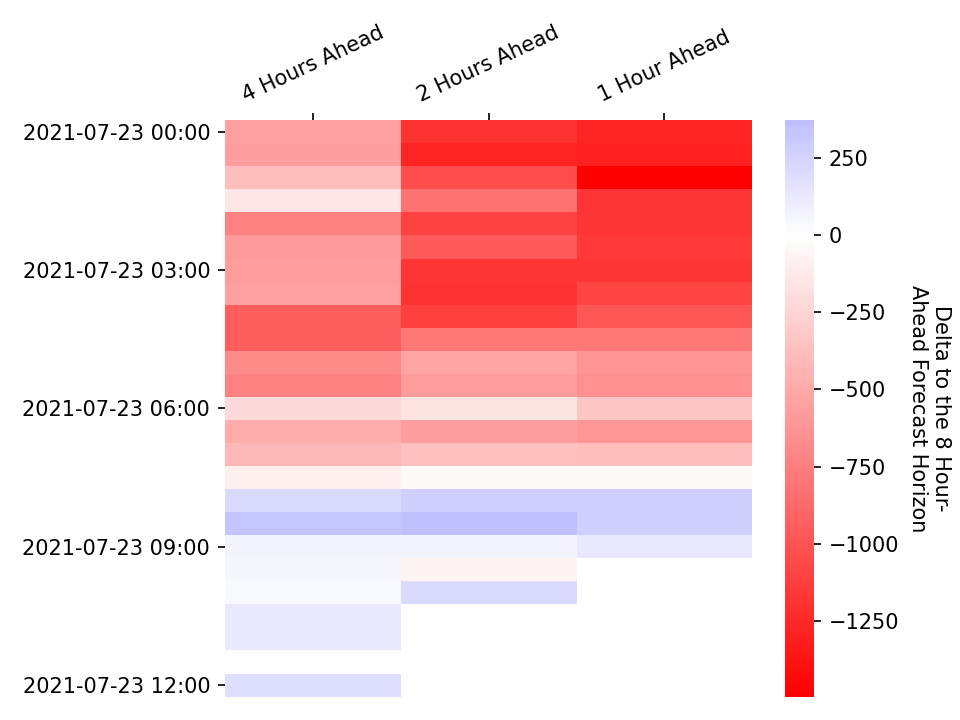 4 Hours Ahead
2 Hours Ahead
1 Hour Ahead
2021-07-23 00:00
2021-07-23 03:00
2021-07-23 06:00
2021-07-23 09:00
2021-07-23 12:00
250
0
−250
−500
−750
−1000
−1250
Delta to the 8 Hour-
Ahead Forecast Horizon